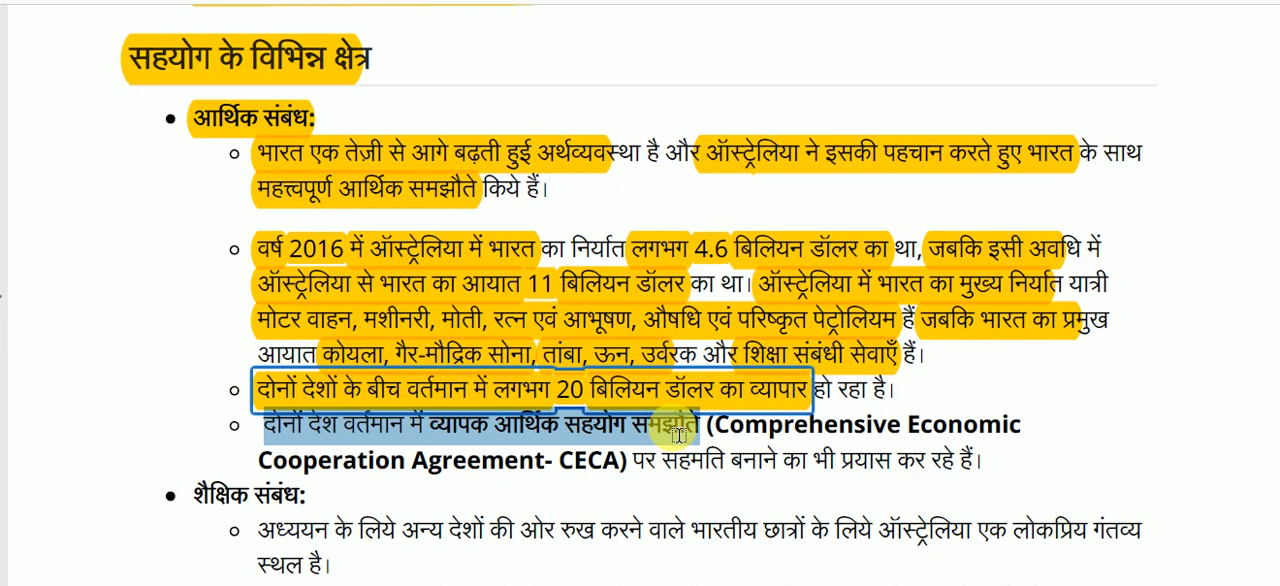 सहयोग के विभिन्न क्षेत्र
आर्थिक संबंध:
भारत एक तेज़ी से आगे बढ़ती हुई अर्थव्यवस्था है और ऑस्ट्रेलिया ने इसकी पहचान करते हुए भारत के साथ
महत्त्वपूर्ण आर्थिक समझौते किये हैं।
वर्ष 2016 में ऑस्ट्रेलिया में भारत का निर्यात लगभग 4.6 बिलियन डॉलर का था, जबकि इसी अवधि में
ऑस्ट्रेलिया से भारत का आयात 11 बिलियन डॉलर का था। ऑस्ट्रेलिया में भारत का मुख्य निर्यात यात्री
मोटर वाहन, मशीनरी, मोती, रत्न एवं आभूषण, औषधि एवं परिष्कृत पेट्रोलियम हैं जबकि भारत का प्रमुख
आयात कोयला, गैर-मौद्रिक सोना, तांबा, ऊन, उर्वरक और शिक्षा संबंधी सेवाएँ हैं।
दोनों देशों के बीच वर्तमान में लगभग 20 बिलियन डॉलर का व्यापार हो रहा है।
दोनों देश वर्तमान में व्यापक आर्थिक सहयोग समझौते (Comprehensive Economic
Cooperation Agreement- CECA) पर सहमति बनाने का भी प्रयास कर रहे हैं।
शैक्षिक संबंध:
अध्ययन के लिये अन्य देशों की ओर रुख करने वाले भारतीय छात्रों के लिये ऑस्ट्रेलिया एक लोकप्रिय गंतव्य
स्थल है।